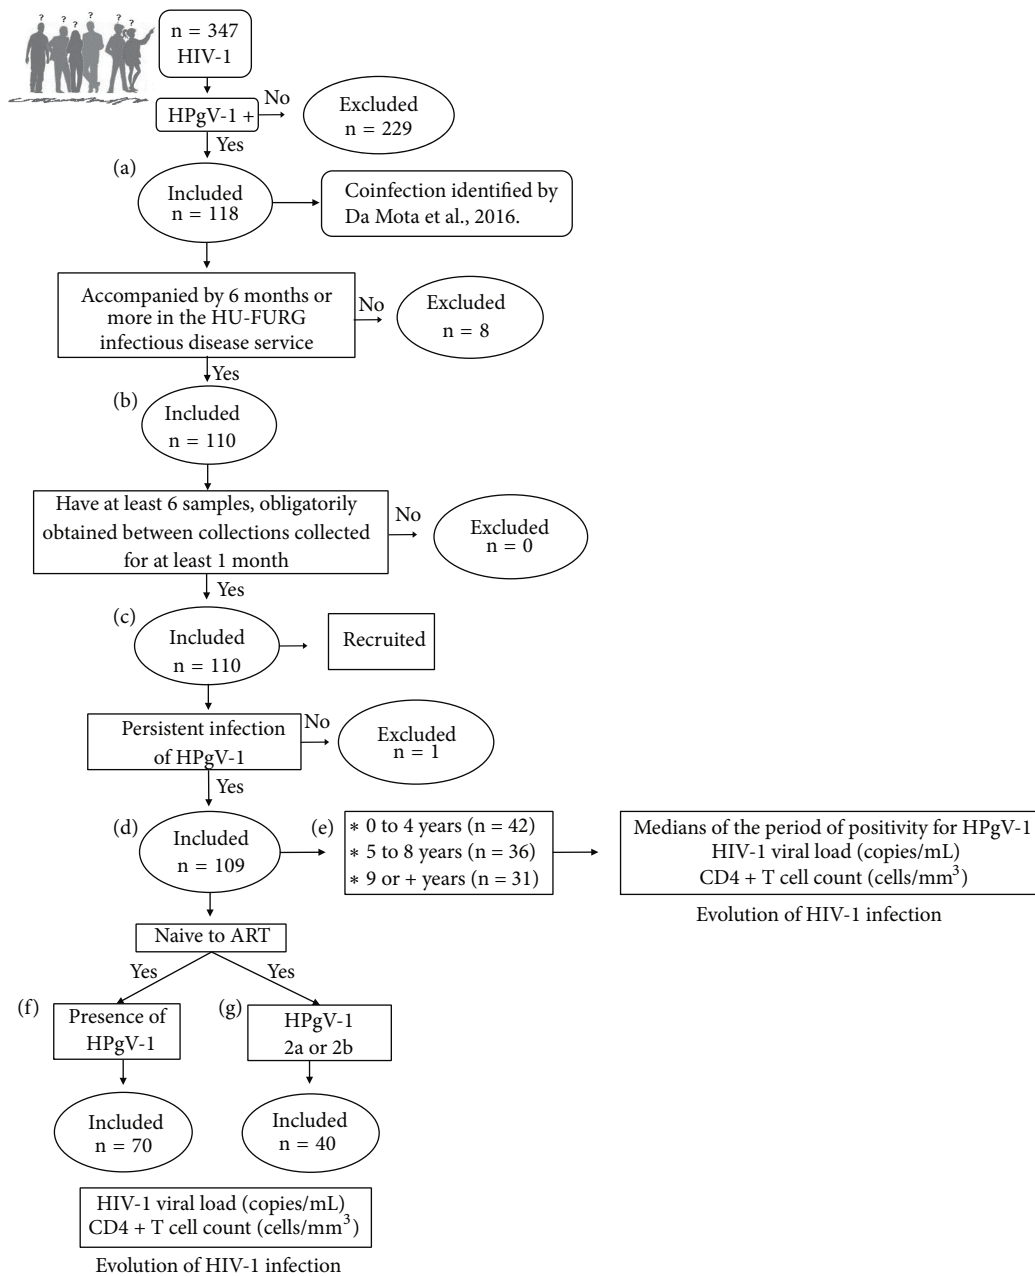 ? ? ? ? ? ?
n = 347
HIV-1
HPgV-1 +
No
Excluded
n = 229
Yes
(a)
Included
n = 118
Coinfection identified by
Da Mota et al., 2016.
Accompanied by 6 months or
more in the HU-FURG
infectious disease service
No
Excluded
n = 8
Yes
(b)
Included
n = 110
Have at least 6 samples, obligatorily
obtained between collections collected
for at least 1 month
No
Excluded
n = 0
Yes
(c)
Included
n = 110
Recruited
Persistent infection
of HPgV-1
No
Excluded
n = 1
Yes
(d)
Included
n = 109
(e)
∗ 0 to 4 years (n = 42)
∗ 5 to 8 years (n = 36)
∗ 9 or + years (n = 31)
Medians of the period of positivity for HPgV-1
HIV-1 viral load (copies/mL)
CD4 + T cell count (cells/mm³)
Evolution of HIV-1 infection
Naive to ART
Yes
Yes
(f)
Presence of
HPgV-1
(g)
HPgV-1
2a or 2b
Included
n = 70
Included
n = 40
HIV-1 viral load (copies/mL)
CD4 + T cell count (cells/mm³)
Evolution of HIV-1 infection